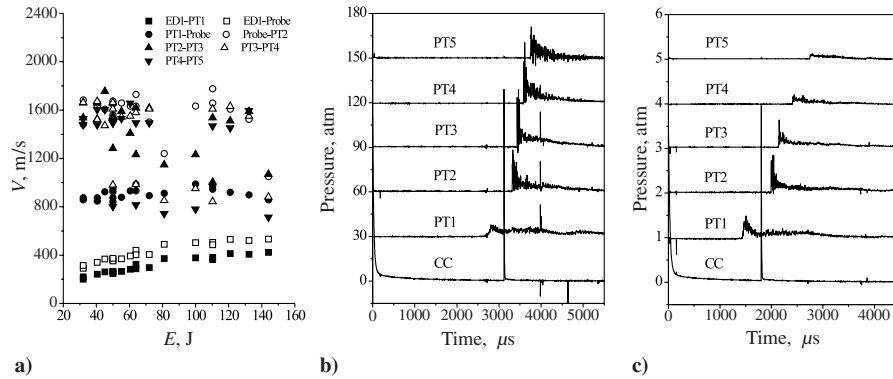 2400
2000
1600
1200
800
400
0
V, m/s
20 40 60 80 100 120 140 160
E, J
ED1-PT1
ED1-Probe
PT1-Probe
Probe-PT2
PT2-PT3
PT3-PT4
PT4-PT5
a)
180
150
120
90
60
30
0
Pressure, atm
0 1000 2000 3000 4000 5000
Time, μs
PT5
PT4
PT3
PT2
PT1
CC
b)
6
5
4
3
2
1
0
Pressure, atm
0 1000 2000 3000 4000
Time, μs
PT5
PT4
PT3
PT2
PT1
CC
c)